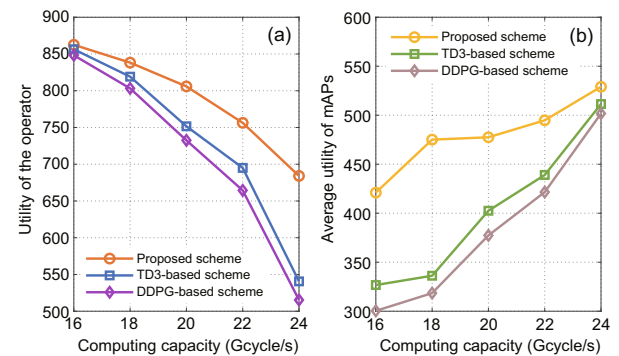 900
850
800
750
700
650
600
550
500
16
18
20
22
24
Utility of the operator
Computing capacity (Gcycle/s)
(a)
Proposed scheme
TD3-based scheme
DDPG-based scheme
600
550
500
450
400
350
300
16
18
20
22
24
Average utility of mAPs
Computing capacity (Gcycle/s)
(b)
Proposed scheme
TD3-based scheme
DDPG-based scheme